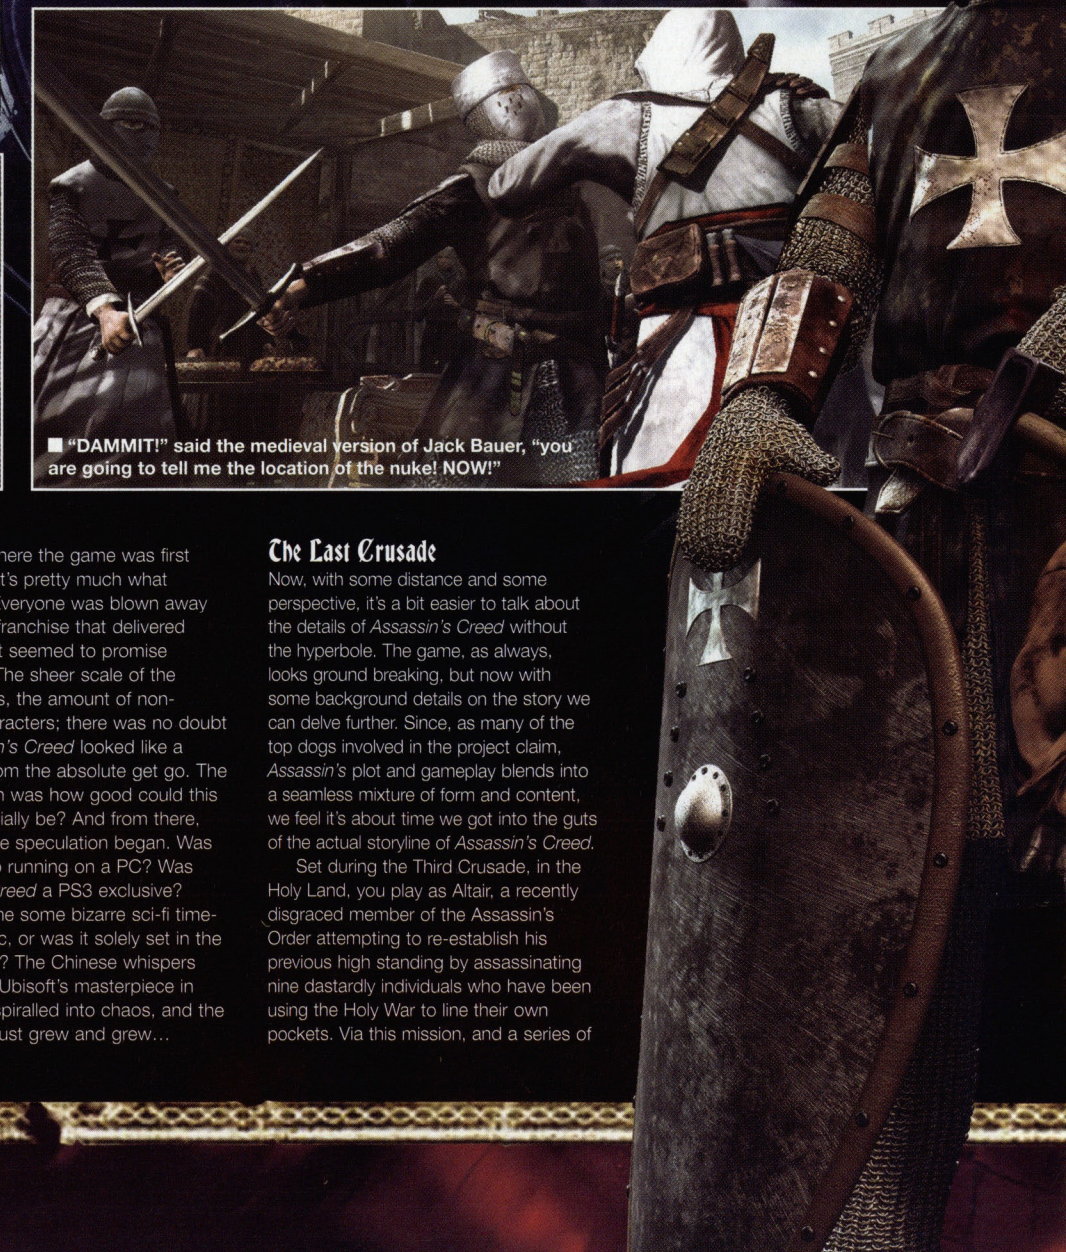 ■ “DAMMIT!” said the medieval version of Jack Bauer, “you
are going to tell me the location of the nuke! NOW!”
here the game was first
t’s pretty much what
Everyone was blown away
franchise that delivered
t seemed to promise
The sheer scale of the
s, the amount of non-
racters; there was no doubt
n’s Creed looked like a
om the absolute get go. The
n was how good could this
ially be? And from there,
e speculation began. Was
o running on a PC? Was
reed a PS3 exclusive?
ne some bizarre sci-fi time-
c, or was it solely set in the
? The Chinese whispers
Ubisoft’s masterpiece in
spiralled into chaos, and the
ust grew and grew…
The Last Crusade
Now, with some distance and some
perspective, it’s a bit easier to talk about
the details of Assassin’s Creed without
the hyperbole. The game, as always,
looks ground breaking, but now with
some background details on the story we
can delve further. Since, as many of the
top dogs involved in the project claim,
Assassin’s plot and gameplay blends into
a seamless mixture of form and content,
we feel it’s about time we got into the guts
of the actual storyline of Assassin’s Creed.
Set during the Third Crusade, in the
Holy Land, you play as Altair, a recently
disgraced member of the Assassin’s
Order attempting to re-establish his
previous high standing by assassinating
nine dastardly individuals who have been
using the Holy War to line their own
pockets. Via this mission, and a series of